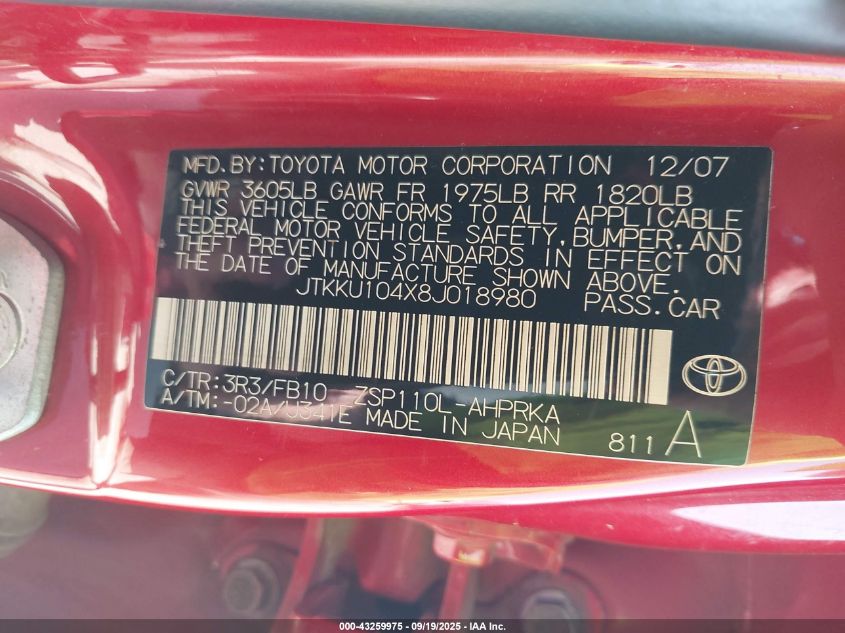 MFD. BY: TOYOTA MOTOR CORPORATION 12/07
GVWR 3605LB GAWR FR 1975LB RR 1820LB
THIS VEHICLE CONFORMS TO ALL APPLICABLE
FEDERAL MOTOR VEHICLE SAFETY, BUMPER, AND
THEFT PREVENTION STANDARDS IN EFFECT ON
THE DATE OF MANUFACTURE SHOWN ABOVE.
JTKKU104X8J018980 PASS. CAR
C/TR: 3R3/FB10 ZSP110L-AHPRKA
A/TM: -02A/U341E MADE IN JAPAN 811 A
000-43259975 - 09/19/2025 - IAA Inc.